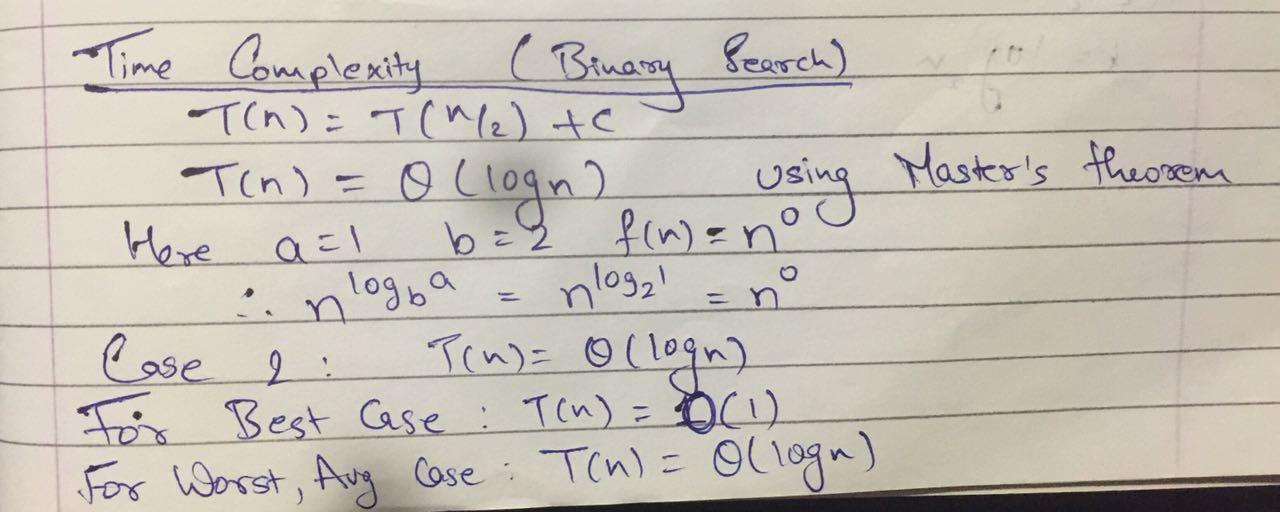 Time Complexity (Binary Search)
T(n) = T(n/2) + c
T(n) = Θ(logn) using Master's theorem
Here a=1 b=2 f(n) = n⁰
∴ n^log_b a = n^log_2 1 = n⁰
Case 2 : T(n) = Θ(logn)
For Best Case : T(n) = O(1)
For Worst, Avg Case : T(n) = Θ(logn)